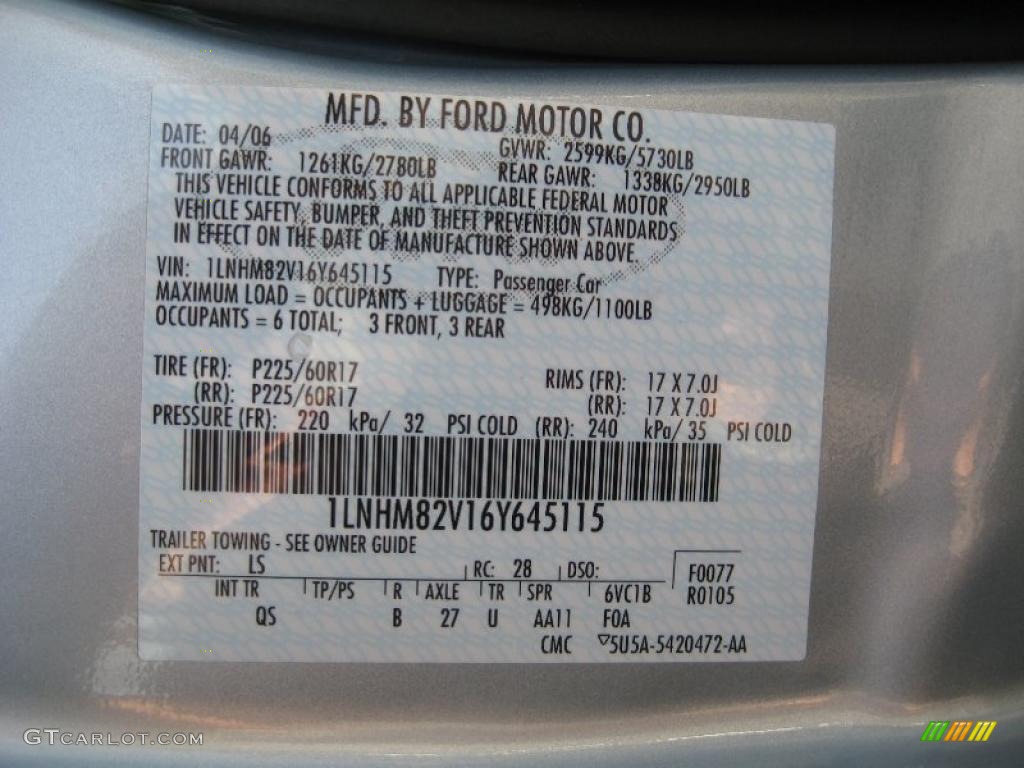 MFD. BY FORD MOTOR CO.
DATE: 04/06 GVWR: 2599KG/5730LB
FRONT GAWR: 1261KG/2780LB REAR GAWR: 1338KG/2950LB
THIS VEHICLE CONFORMS TO ALL APPLICABLE FEDERAL MOTOR
VEHICLE SAFETY, BUMPER, AND THEFT PREVENTION STANDARDS
IN EFFECT ON THE DATE OF MANUFACTURE SHOWN ABOVE.
VIN: 1LNHM82V16Y645115 TYPE: Passenger Car
MAXIMUM LOAD = OCCUPANTS + LUGGAGE = 498KG/1100LB
OCCUPANTS = 6 TOTAL; 3 FRONT, 3 REAR
TIRE (FR): P225/60R17 RIMS (FR): 17 X 7.0J
(RR): P225/60R17 (RR): 17 X 7.0J
PRESSURE (FR): 220 kPa/ 32 PSI COLD (RR): 240 kPa/ 35 PSI COLD
1LNHM82V16Y645115
TRAILER TOWING - SEE OWNER GUIDE
EXT PNT: LS RC: 28 DSO: F0077
INT TR TP/PS R AXLE TR SPR 6VC1B R0105
QS B 27 U AA11 FOA
CMC ▽5U5A-5420472-AA
GTCARLOT.COM